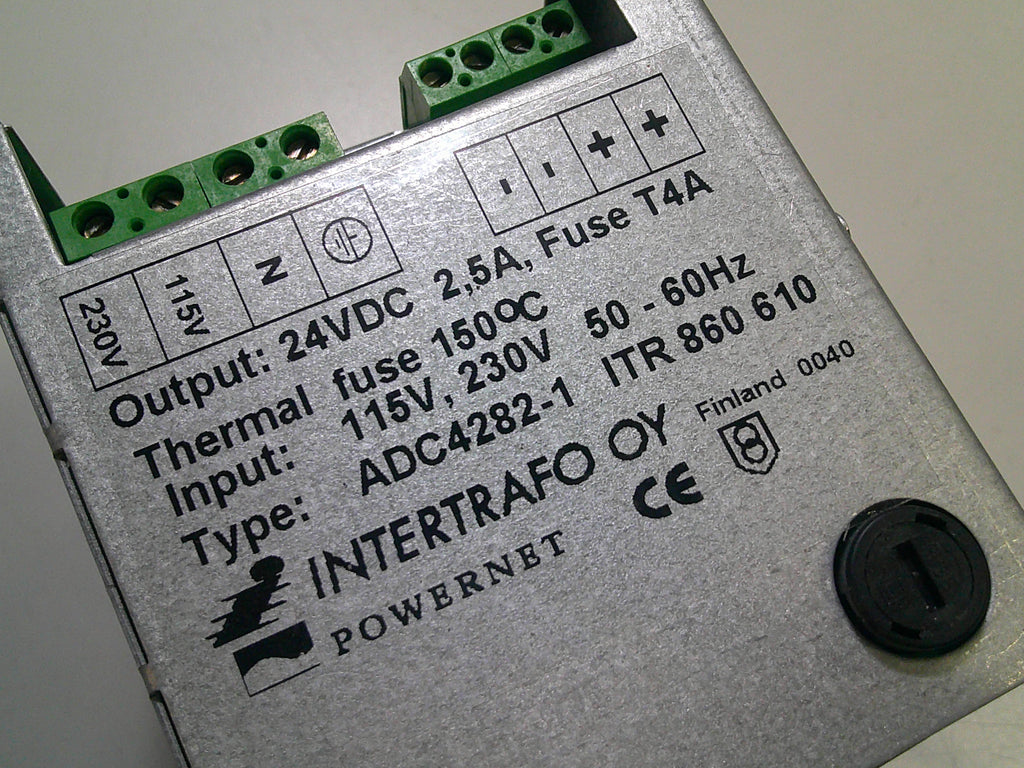 230V 115V N - - + +
Output: 24VDC 2,5A, Fuse T4A
Thermal fuse 150°C
Input: 115V, 230V 50 - 60Hz
Type: ADC4282-1 ITR 860 610
INTERTRAFO OY Finland 0040
POWERNET CE